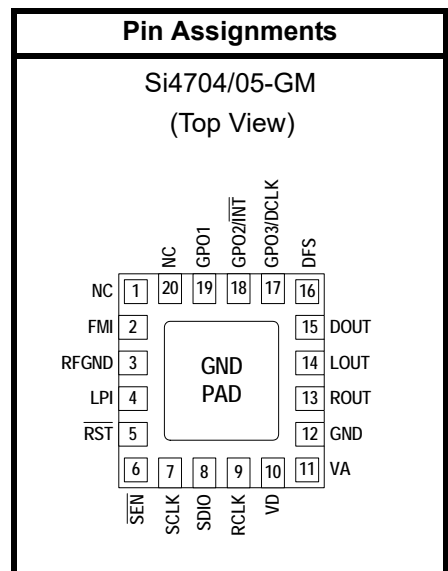 Pin Assignments
Si4704/05-GM
(Top View)
NC
GPO1
GPO2/INT
GPO3/DCLK
DFS
NC 1 20 19 18 17 16
FMI 2 15 DOUT
RFGND 3 14 LOUT
GND
PAD
LPI 4 13 ROUT
RST 5 12 GND
6 7 8 9 10 11 VA
SEN
SCLK
SDIO
RCLK
VD